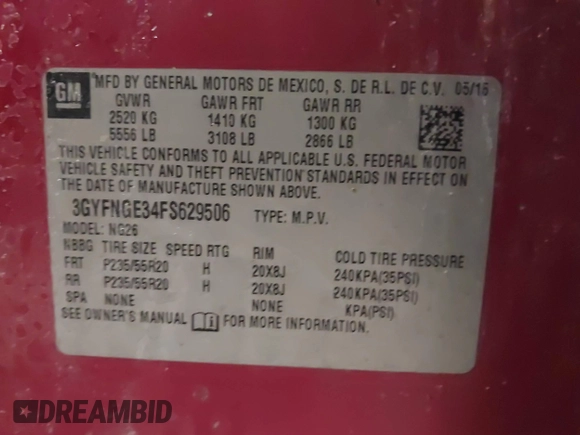 GM
MFD BY GENERAL MOTORS DE MEXICO, S. DE R.L. DE C.V. 05/15
GVWR GAWR FRT GAWR RR
2520 KG 1410 KG 1300 KG
5556 LB 3108 LB 2866 LB
THIS VEHICLE CONFORMS TO ALL APPLICABLE U.S. FEDERAL MOTOR
VEHICLE SAFETY AND THEFT PREVENTION STANDARDS IN EFFECT ON
THE DATE OF MANUFACTURE SHOWN ABOVE.
3GYFNGE34FS629506 TYPE: M.P.V.
MODEL: NG26
NBBG TIRE SIZE SPEED RTG RIM COLD TIRE PRESSURE
FRT P235/55R20 H 20X8J 240KPA(35PSI)
RR P235/55R20 H 20X8J 240KPA(35PSI)
SPA NONE NONE KPA(PSI)
SEE OWNER'S MANUAL FOR MORE INFORMATION.
DREAMBID